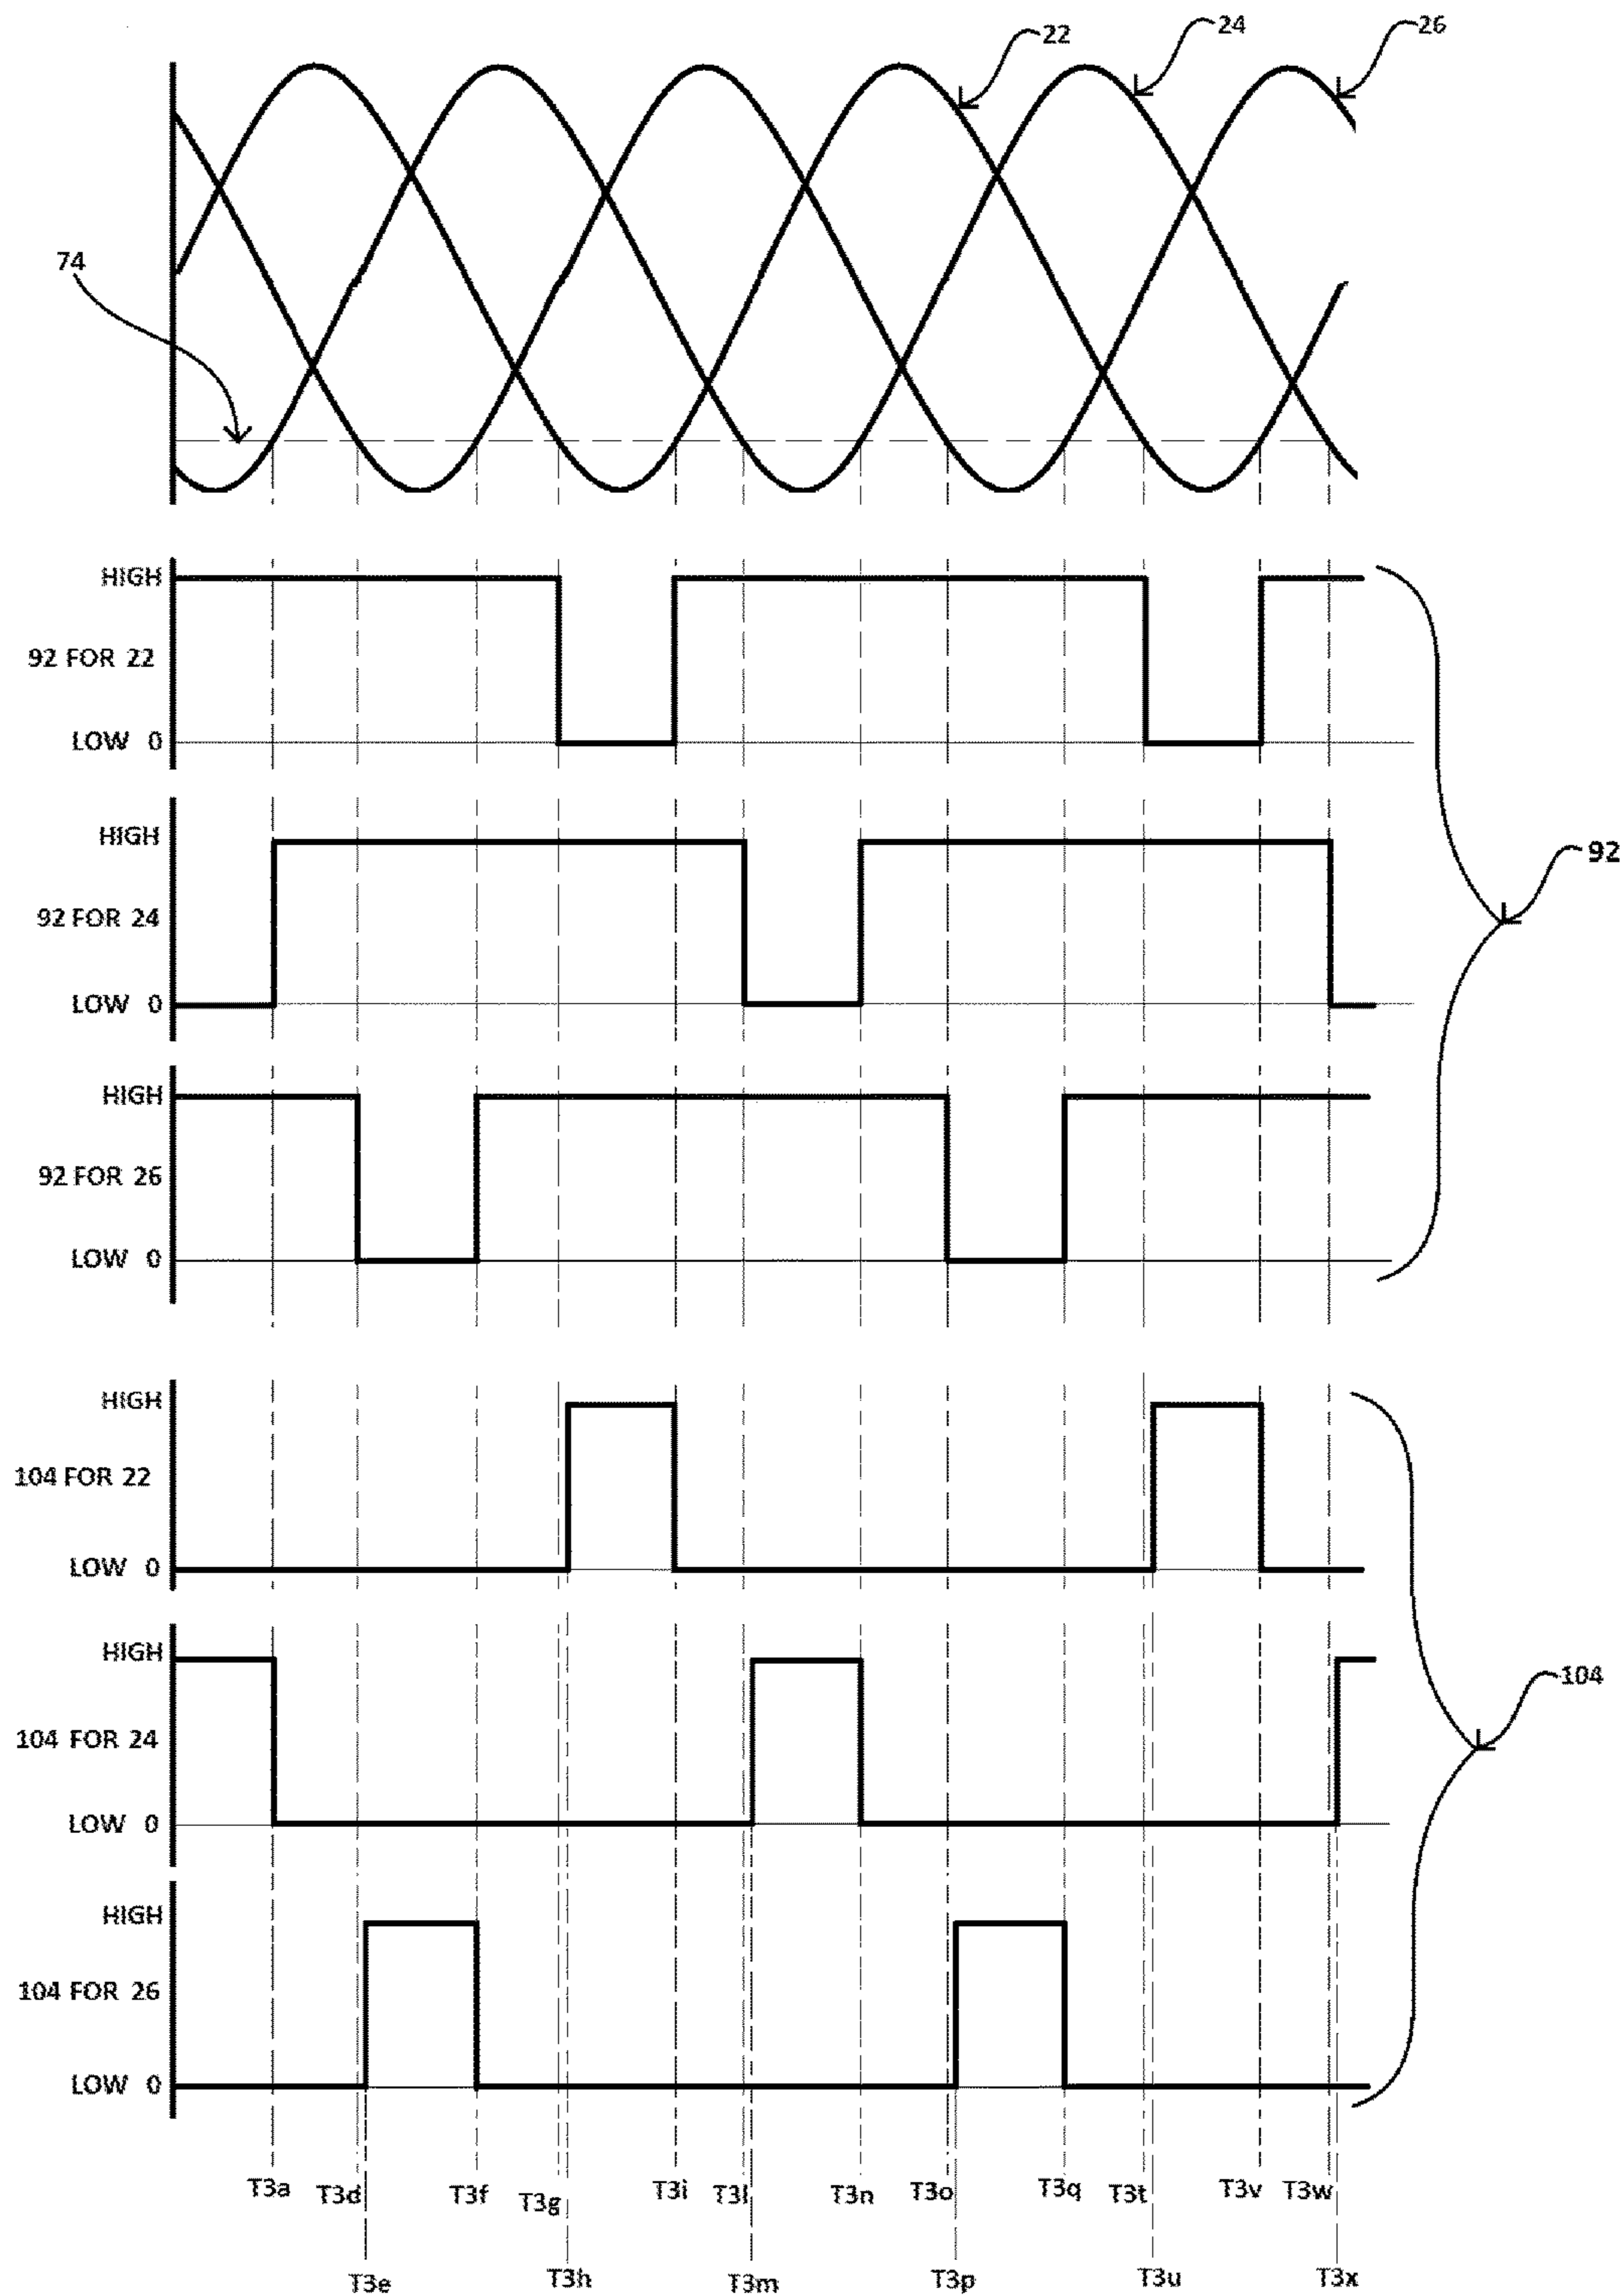 22
24
26
74
HIGH
92 FOR 22
LOW 0
HIGH
92 FOR 24
LOW 0
92
HIGH
92 FOR 26
LOW 0
HIGH
104 FOR 22
LOW 0
HIGH
104 FOR 24
LOW 0
104
HIGH
104 FOR 26
LOW 0
T3a T3d T3f T3g T3i T3l T3n T3o T3q T3t T3v T3w
T3e T3h T3m T3p T3u T3x